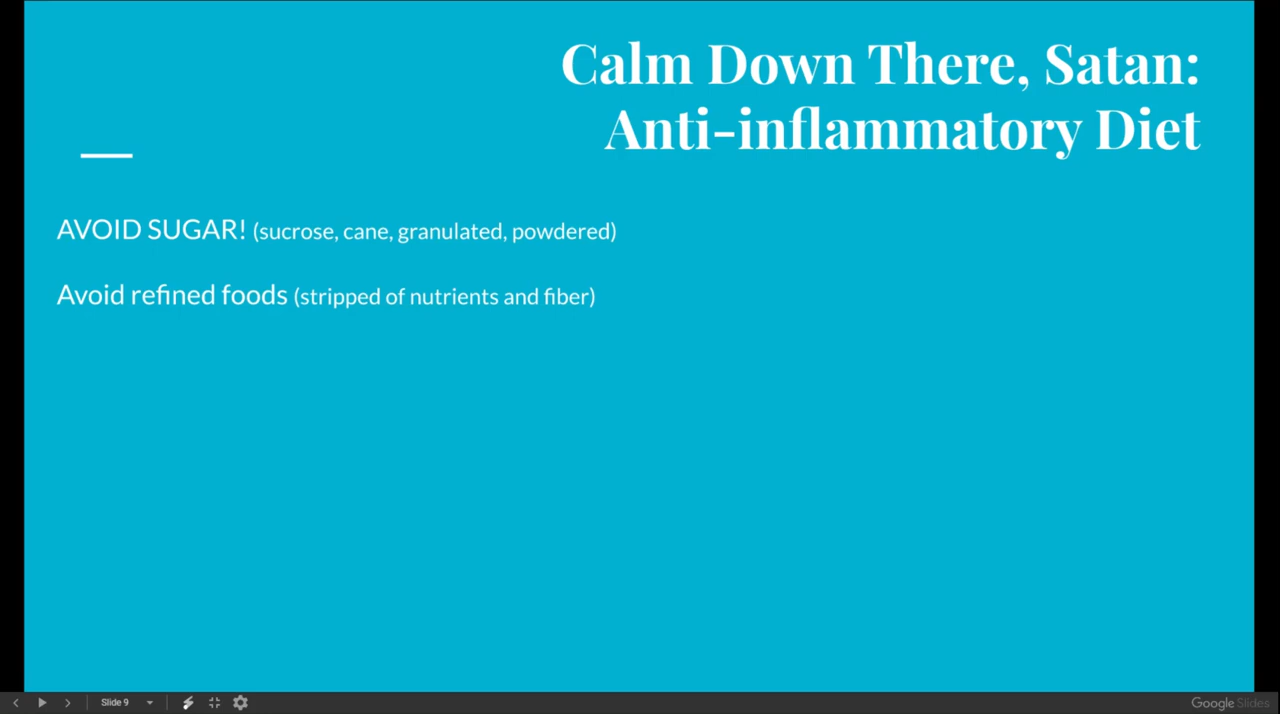 Calm Down There, Satan:
Anti-inflammatory Diet
AVOID SUGAR! (sucrose, cane, granulated, powdered)
Avoid refined foods (stripped of nutrients and fiber)
Slide 9
Google Slides